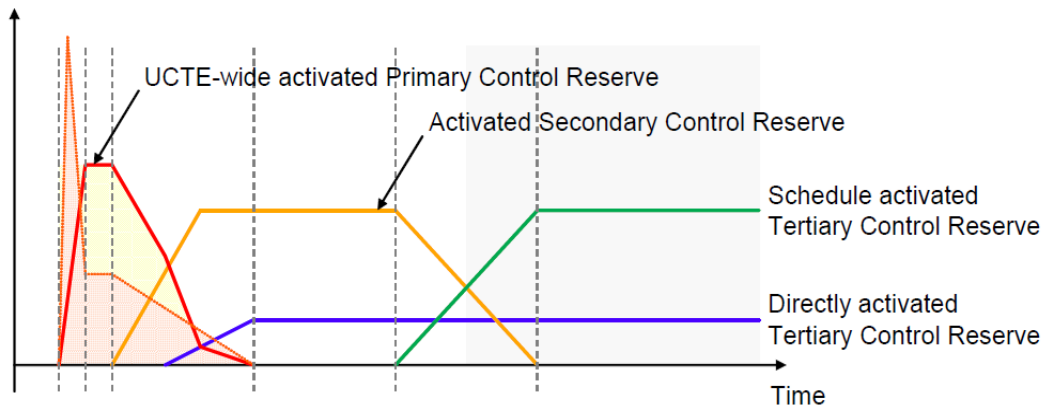 UCTE-wide activated Primary Control Reserve
Activated Secondary Control Reserve
Schedule activated
Tertiary Control Reserve
Directly activated
Tertiary Control Reserve
Time